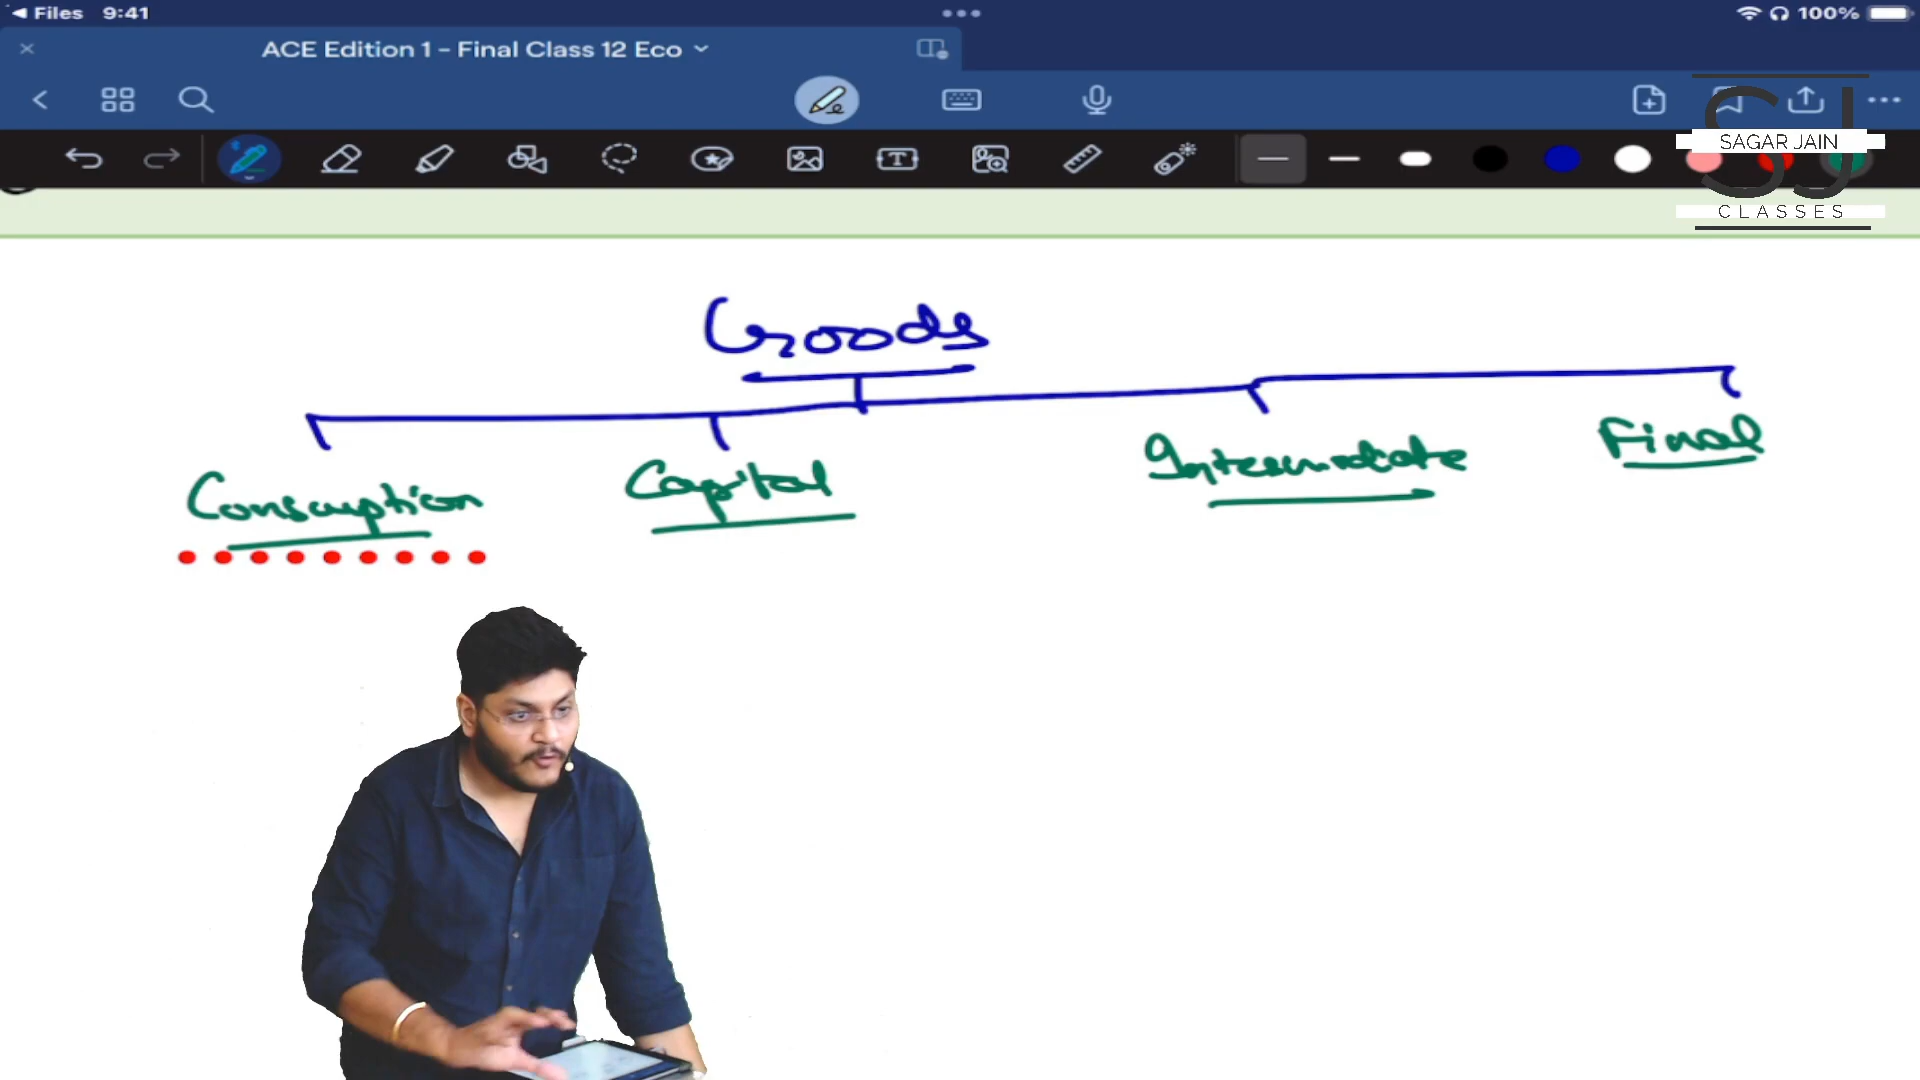 Files 9:41 100%
ACE Edition 1 - Final Class 12 Eco
SAGAR JAIN
CLASSES
Goods
Consumption Capital Intermediate Final